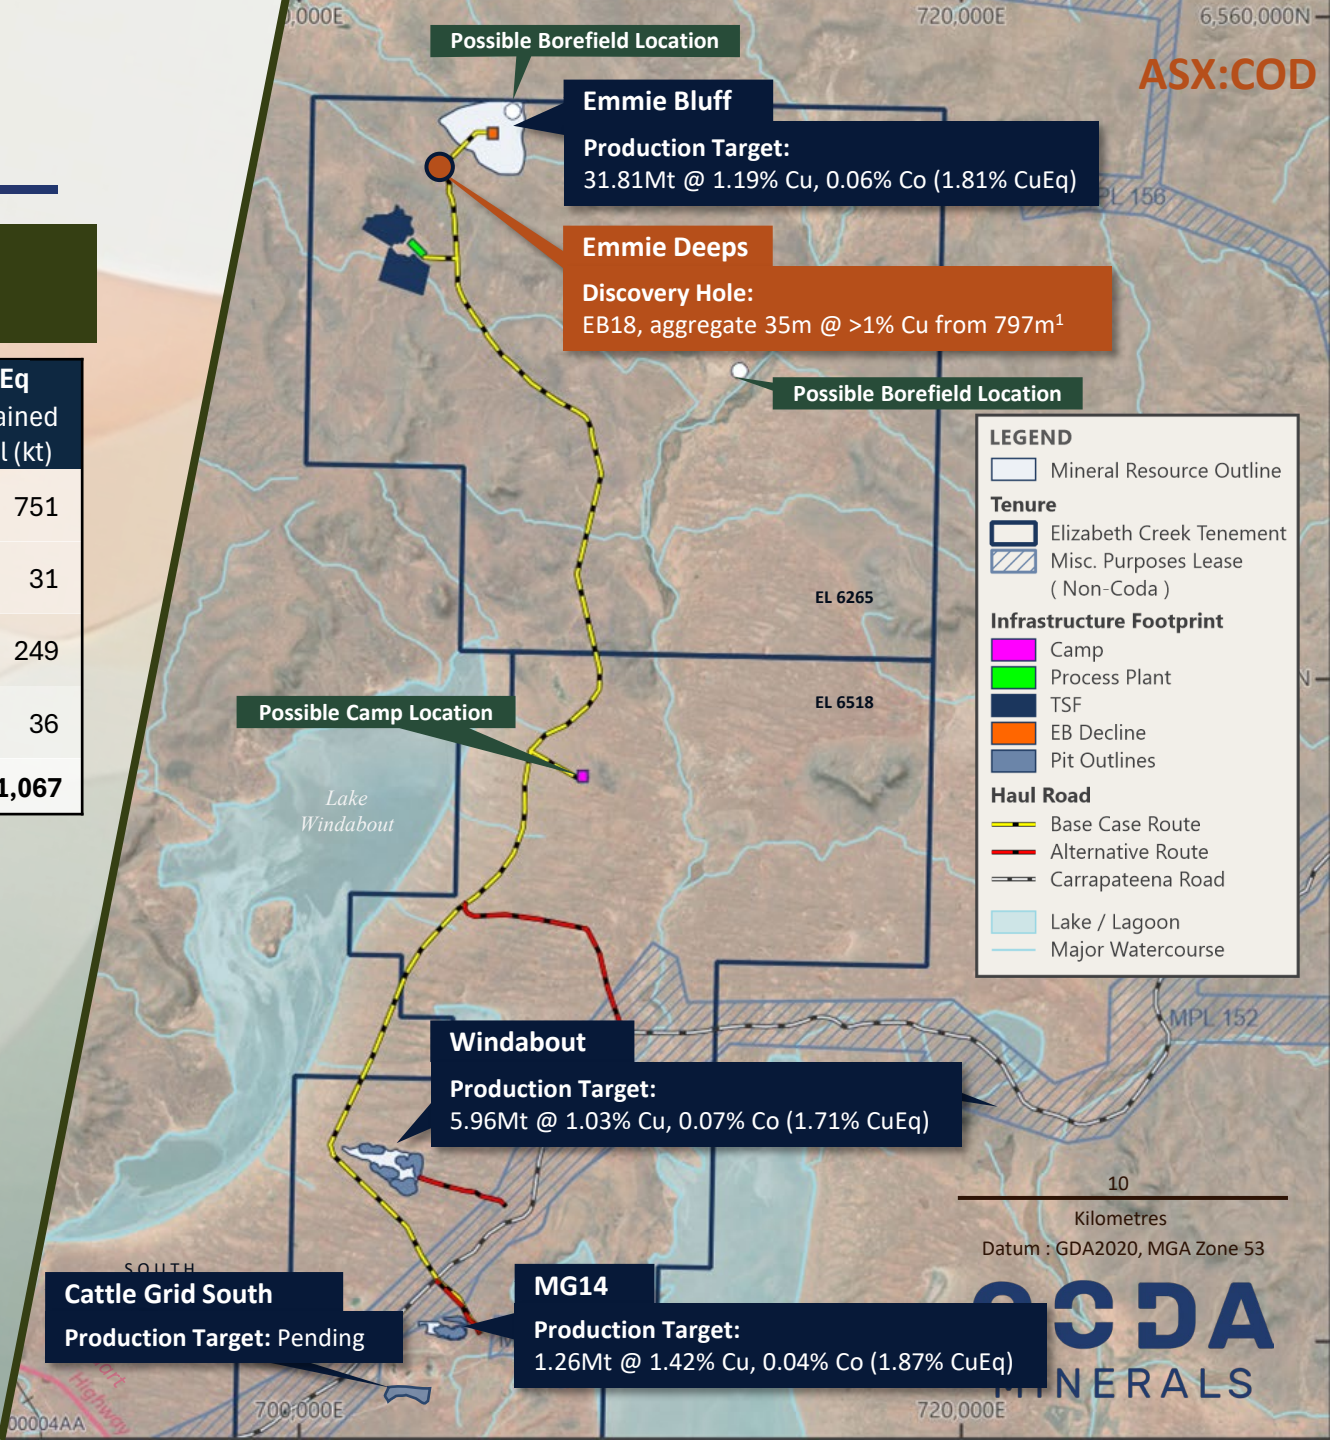 ,000E
720,000E
6,560,000N
ASX:COD
Possible Borefield Location
Emmie Bluff
Production Target:
31.81Mt @ 1.19% Cu, 0.06% Co (1.81% CuEq)
PL 156
Emmie Deeps
Discovery Hole:
EB18, aggregate 35m @ >1% Cu from 797m¹
Possible Borefield Location
Eq
ained
l (kt)
751
31
249
36
1,067
LEGEND
Mineral Resource Outline
Tenure
Elizabeth Creek Tenement
Misc. Purposes Lease
( Non-Coda )
Infrastructure Footprint
Camp
Process Plant
TSF
EB Decline
Pit Outlines
Haul Road
Base Case Route
Alternative Route
Carrapateena Road
Lake / Lagoon
Major Watercourse
EL 6265
N
EL 6518
Possible Camp Location
Lake
Windabout
MPL 152
Windabout
Production Target:
5.96Mt @ 1.03% Cu, 0.07% Co (1.71% CuEq)
10
Kilometres
Datum : GDA2020, MGA Zone 53
SOUTH
Cattle Grid South
Production Target: Pending
MG14
Production Target:
1.26Mt @ 1.42% Cu, 0.04% Co (1.87% CuEq)
CODA
MINERALS
Highway
00004AA
700,000E
720,000E